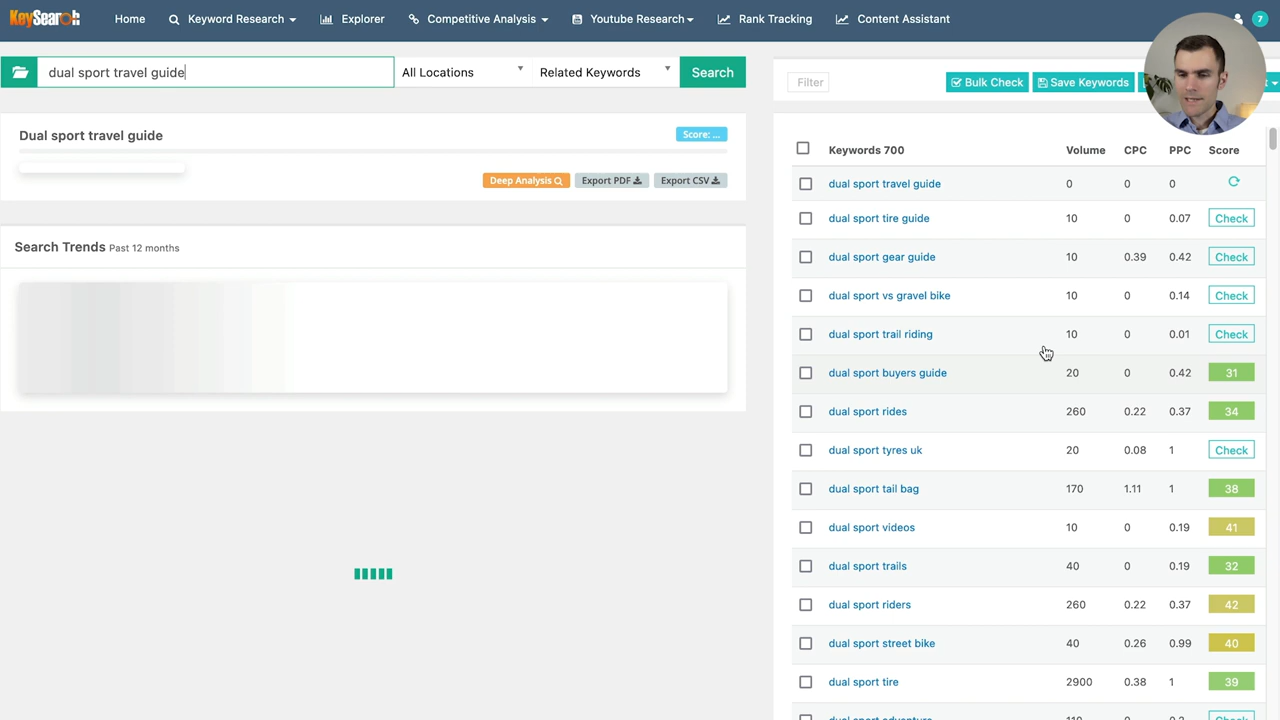 KeySearch
Home
Keyword Research
Explorer
Competitive Analysis
Youtube Research
Rank Tracking
Content Assistant
7
dual sport travel guide
All Locations
Related Keywords
Search
Filter
Bulk Check
Save Keywords
Dual sport travel guide
Score: ...
Deep Analysis
Export PDF
Export CSV
Search Trends Past 12 months
Keywords 700 Volume CPC PPC Score
dual sport travel guide 0 0 0
dual sport tire guide 10 0 0.07 Check
dual sport gear guide 10 0.39 0.42 Check
dual sport vs gravel bike 10 0 0.14 Check
dual sport trail riding 10 0 0.01 Check
dual sport buyers guide 20 0 0.42 31
dual sport rides 260 0.22 0.37 34
dual sport tyres uk 20 0.08 1 Check
dual sport tail bag 170 1.11 1 38
dual sport videos 10 0 0.19 41
dual sport trails 40 0 0.19 32
dual sport riders 260 0.22 0.37 42
dual sport street bike 40 0.26 0.99 40
dual sport tire 2900 0.38 1 39